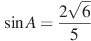 sin A = 2√6/5